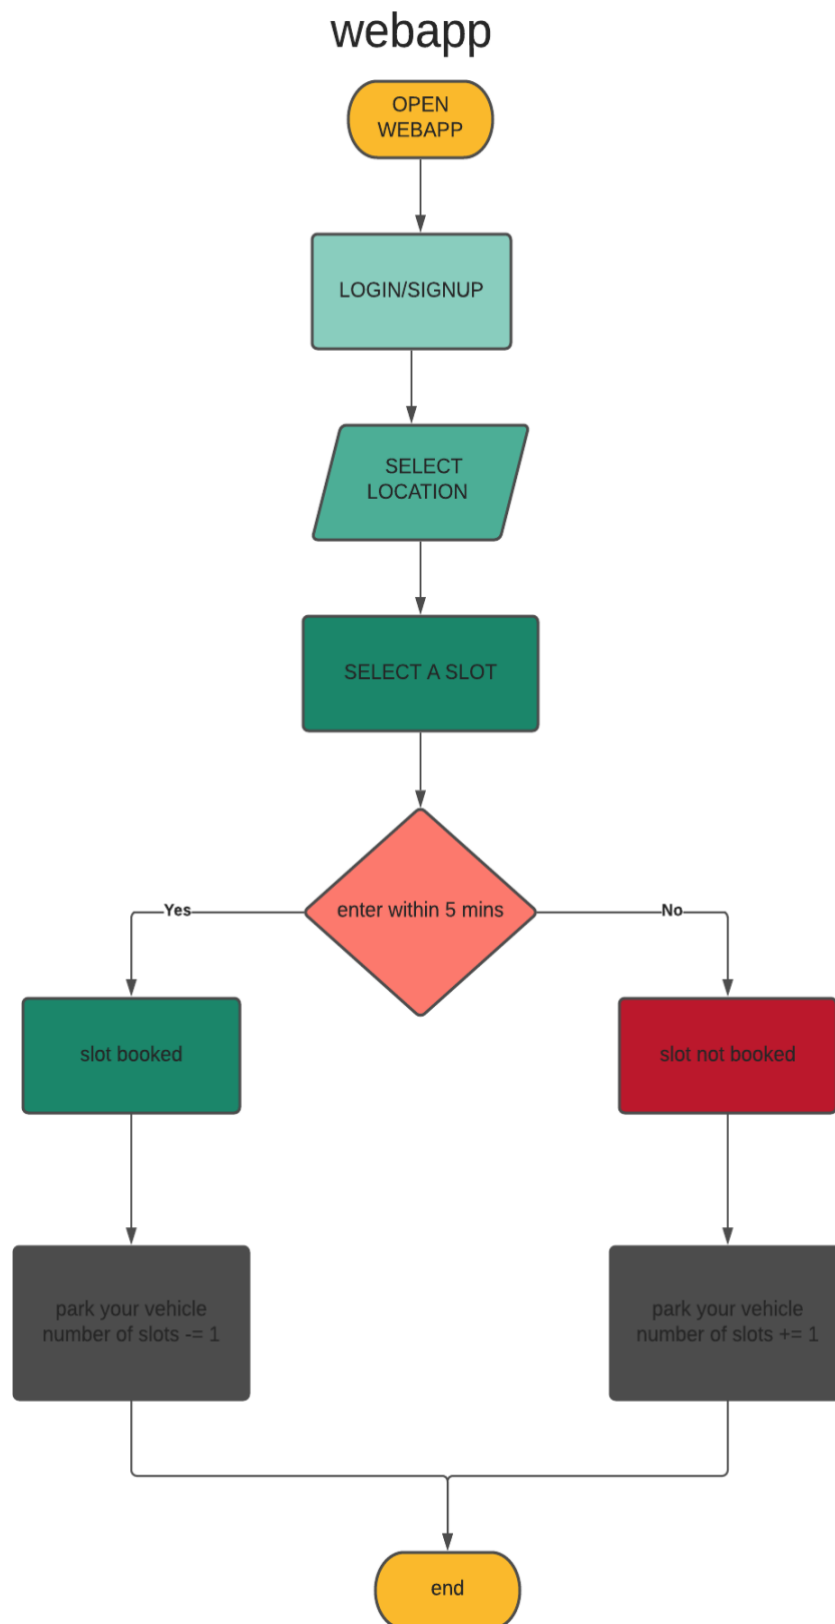 webapp
OPEN
WEBAPP
LOGIN/SIGNUP
SELECT
LOCATION
SELECT A SLOT
enter within 5 mins
Yes
No
slot booked
slot not booked
park your vehicle
number of slots -= 1
park your vehicle
number of slots += 1
end